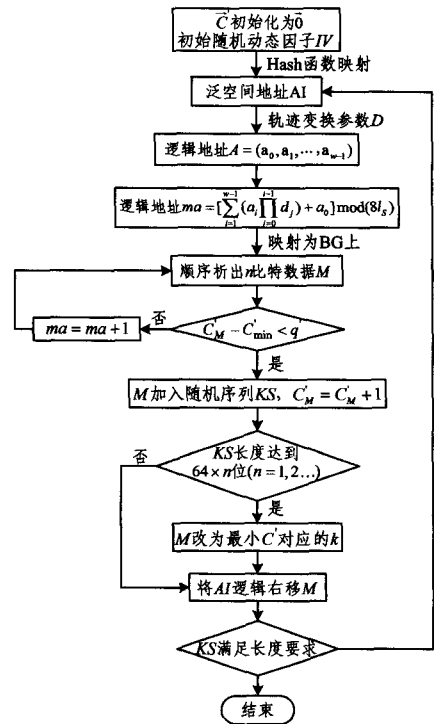 C⃗初始化为0⃗
初始随机动态因子IV
Hash函数映射
泛空间地址AI
轨迹变换参数D
逻辑地址A=(a₀,a₁,⋯,a_{w-1})
逻辑地址ma=[∑_{i=1}^{w-1}(a_i∏_{i=0}^{i-1}d_j)+a₀}mod(8l_S)
映射为BG上
顺序析出n比特数据M
C'_M−C'_min<q
否
ma=ma+1
是
M加入随机序列KS, C'_M=C'_M+1
KS长度达到
64×n位(n=1,2…)
否
是
M改为最小C'对应的k
将AI逻辑右移M
KS满足长度要求
结束